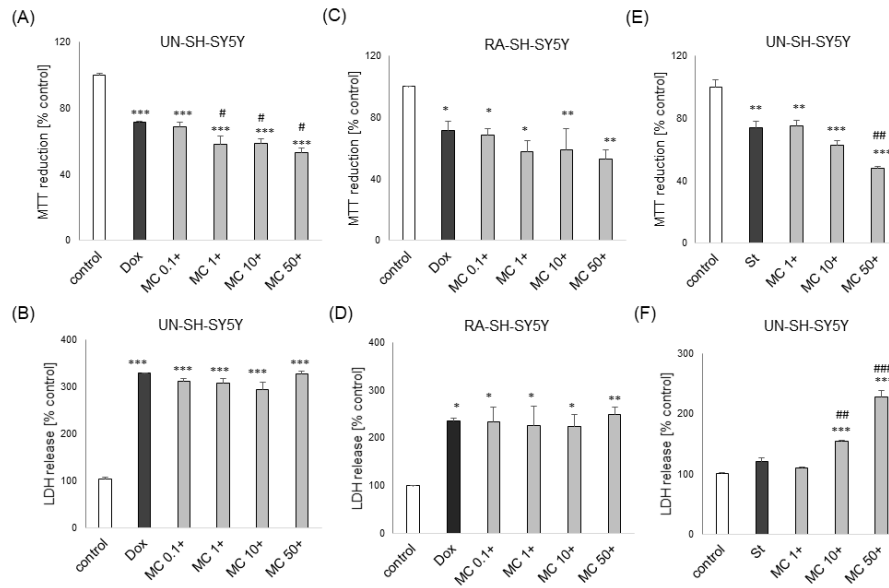 (A)
UN-SH-SY5Y
MTT reduction [% control]
120
80
40
0
***
***
#
***
#
***
#
***
control
Dox
MC 0.1+
MC 1+
MC 10+
MC 50+
(C)
RA-SH-SY5Y
MTT reduction [% control]
120
80
40
0
*
*
*
**
**
control
Dox
MC 0.1+
MC 1+
MC 10+
MC 50+
(E)
UN-SH-SY5Y
MTT reduction [% control]
120
80
40
0
**
**
***
##
***
control
St
MC 1+
MC 10+
MC 50+
(B)
UN-SH-SY5Y
LDH release [% control]
400
300
200
100
0
***
***
***
***
***
control
Dox
MC 0.1+
MC 1+
MC 10+
MC 50+
(D)
RA-SH-SY5Y
LDH release [% control]
400
300
200
100
0
*
*
*
*
**
control
Dox
MC 0.1+
MC 1+
MC 10+
MC 50+
(F)
UN-SH-SY5Y
LDH release [% control]
300
200
100
0
##
***
###
***
control
St
MC 1+
MC 10+
MC 50+